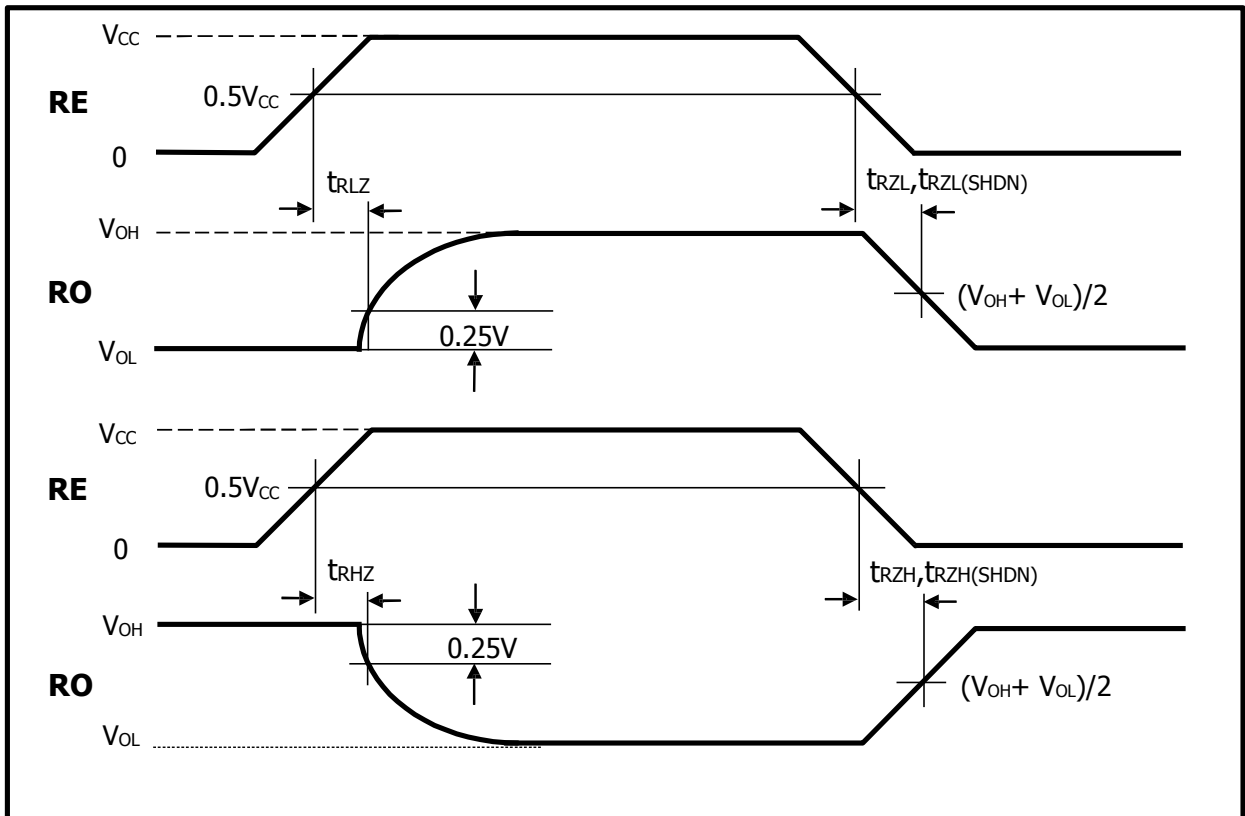 VCC
RE
0.5VCC
0
tRLZ
tRZL,tRZL(SHDN)
VOH
RO
(VOH+ VOL)/2
0.25V
VOL
VCC
RE
0.5VCC
0
tRHZ
tRZH,tRZH(SHDN)
VOH
0.25V
RO
(VOH+ VOL)/2
VOL